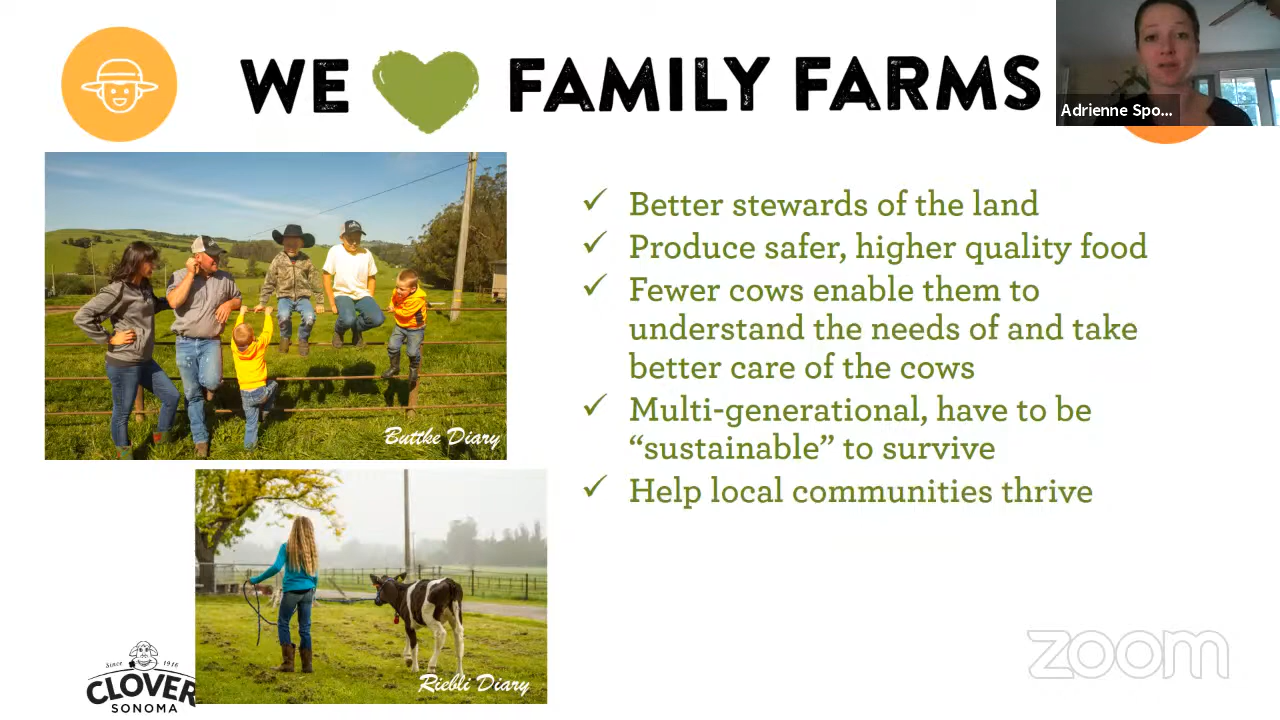 WE FAMILY FARMS
Adrienne Spo...
Better stewards of the land
Produce safer, higher quality food
Fewer cows enable them to
understand the needs of and take
better care of the cows
Multi-generational, have to be
“sustainable” to survive
Help local communities thrive
Buttke Diary
Riebli Diary
Since 1916
CLOVER
SONOMA
zoom